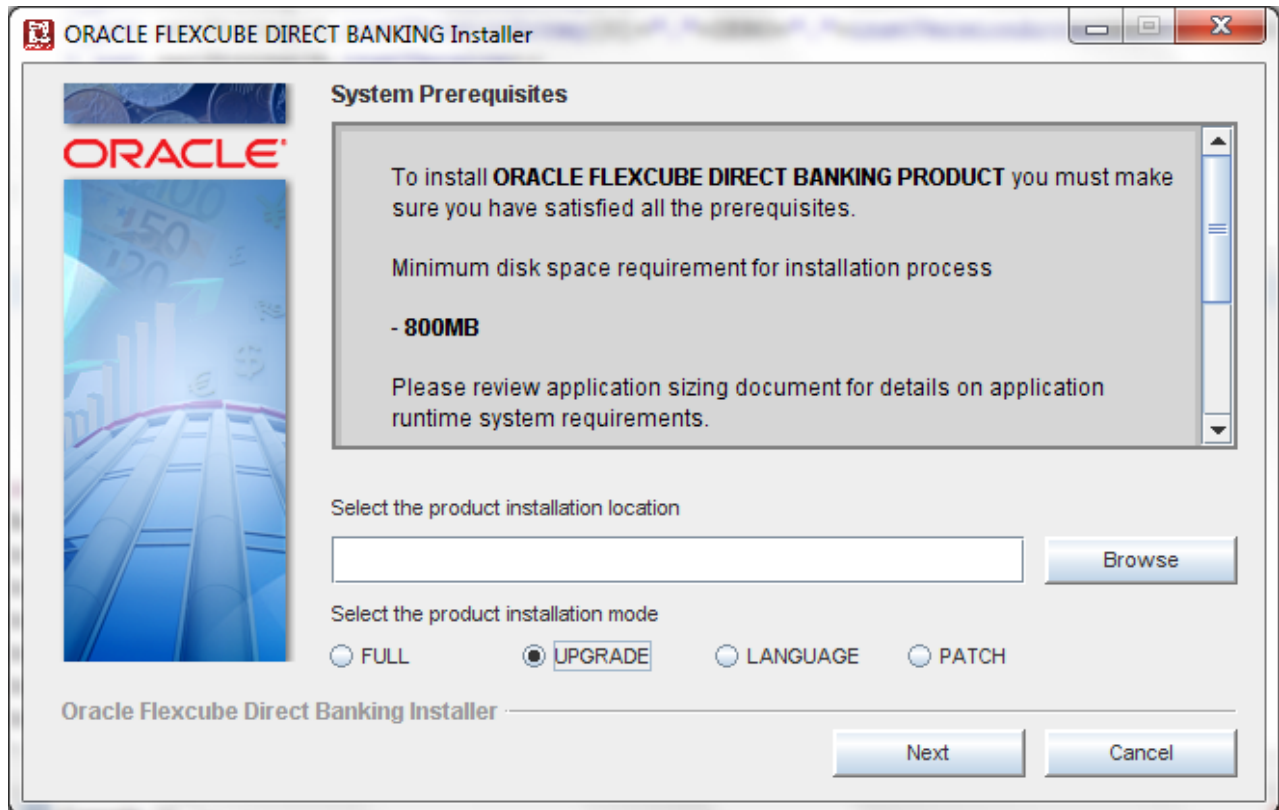 ORACLE FLEXCUBE DIRECT BANKING Installer
ORACLE
System Prerequisites
To install ORACLE FLEXCUBE DIRECT BANKING PRODUCT you must make
sure you have satisfied all the prerequisites.
Minimum disk space requirement for installation process
- 800MB
Please review application sizing document for details on application
runtime system requirements.
Select the product installation location
Browse
Select the product installation mode
FULL UPGRADE LANGUAGE PATCH
Oracle Flexcube Direct Banking Installer
Next Cancel